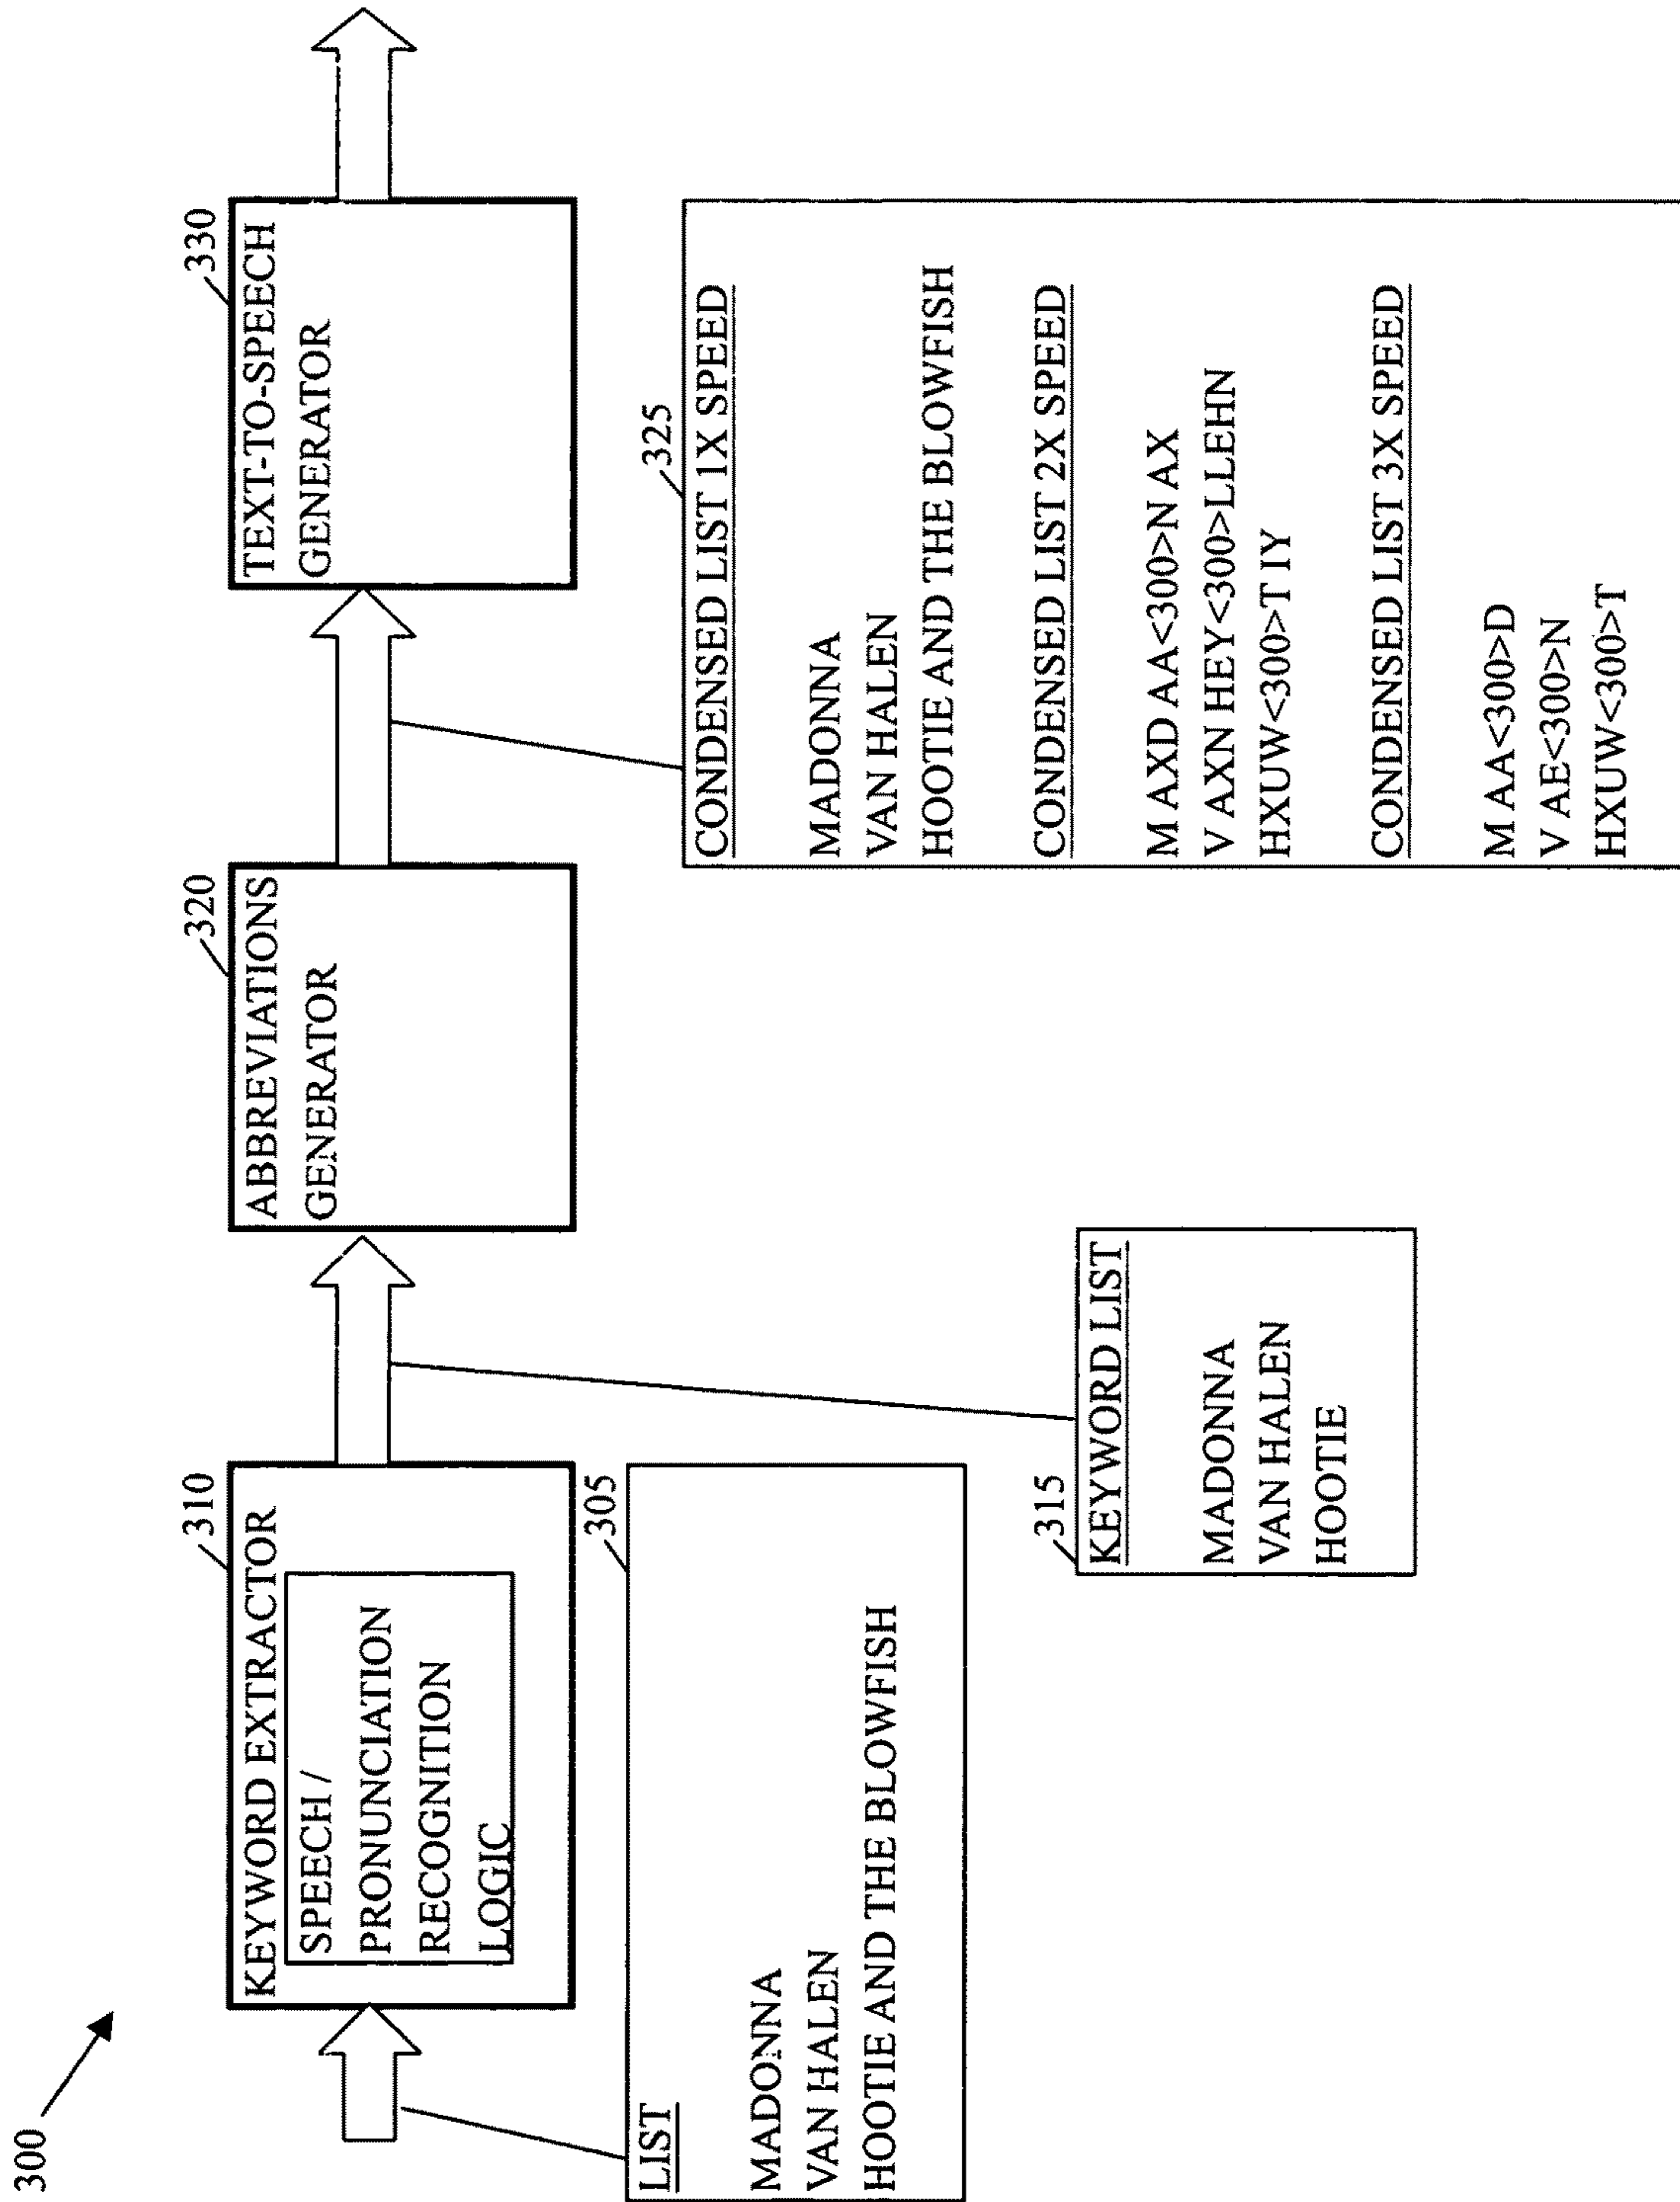 300
310
KEYWORD EXTRACTOR
SPEECH /
PRONUNCIATION
RECOGNITION
LOGIC
320
ABBREVIATIONS
GENERATOR
330
TEXT-TO-SPEECH
GENERATOR
305
LIST
MADONNA
VAN HALEN
HOOTIE AND THE BLOWFISH
315
KEYWORD LIST
MADONNA
VAN HALEN
HOOTIE
325
CONDENSED LIST 1X SPEED
MADONNA
VAN HALEN
HOOTIE AND THE BLOWFISH
CONDENSED LIST 2X SPEED
M AXD AA<300>N AX
V AXN HEY<300>LLEHN
HXUW<300>T IY
CONDENSED LIST 3X SPEED
M AA<300>D
V AE<300>N
HXUW<300>T